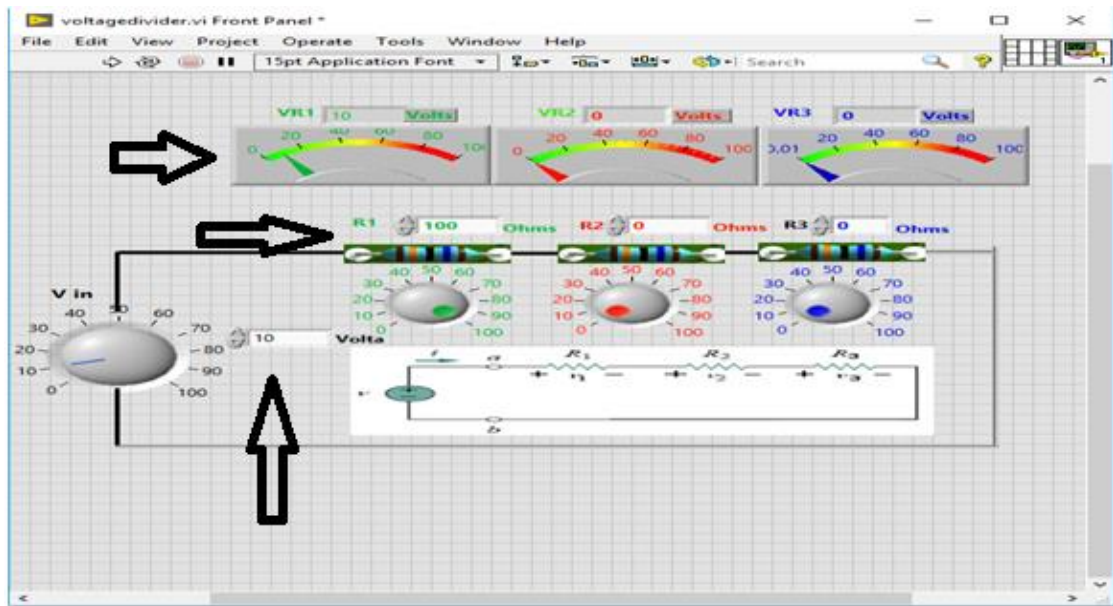 voltagedivider.vi Front Panel *
File Edit View Project Operate Tools Window Help
15pt Application Font Search
1
VR1 10 Volts VR2 0 Volts VR3 0 Volts
0 20 40 60 80 100 0 20 40 60 80 100 0,01 20 40 60 80 100
R1 100 Ohms R2 0 Ohms R3 0 Ohms
0 10 20 30 40 50 60 70 80 90 100 0 10 20 30 40 50 60 70 80 90 100 0 10 20 30 40 50 60 70 80 90 100
V in
0 10 20 30 40 50 60 70 80 90 100
10 Volta
i a R1 R2 R3
v + v1 − + v2 − + v3 −
b